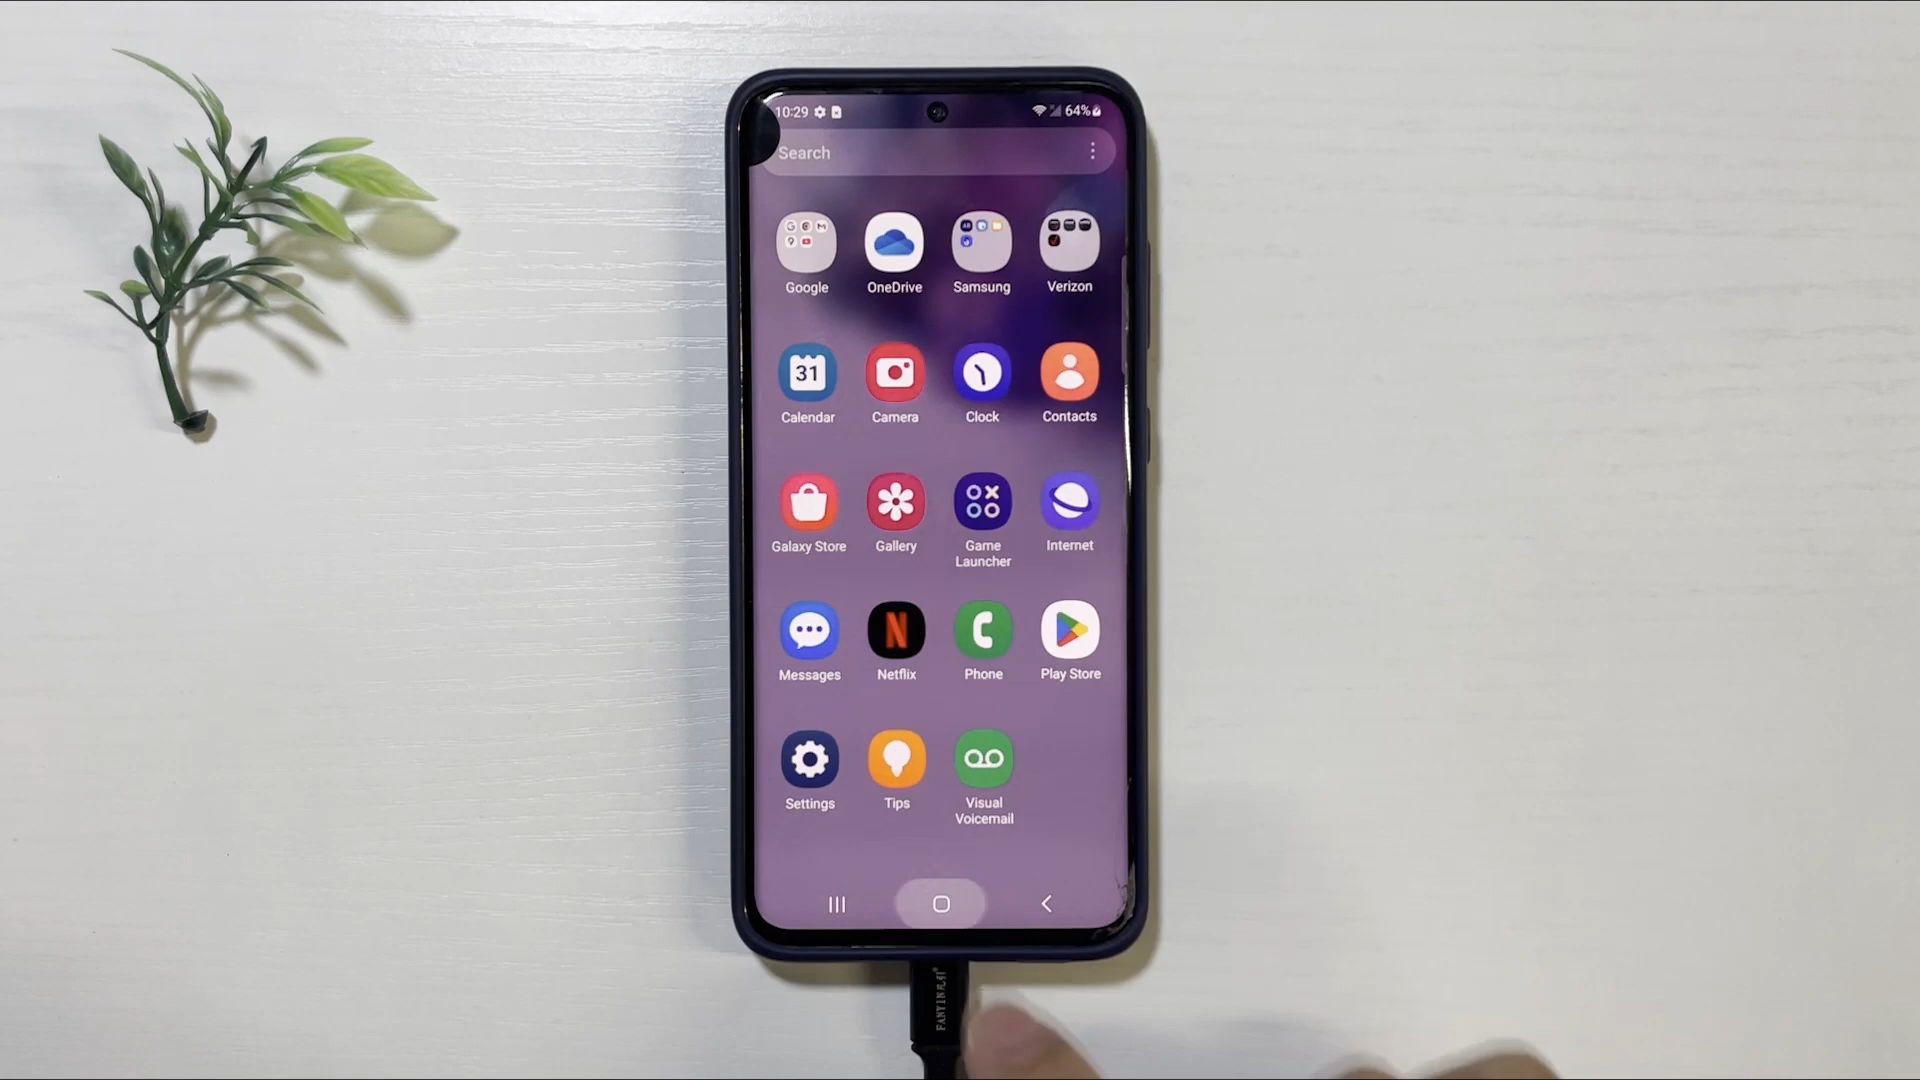 10:29
64%
Search
Google
OneDrive
Samsung
Verizon
31
Calendar
Camera
Clock
Contacts
Galaxy Store
Gallery
Game
Launcher
Internet
Messages
N
Netflix
Phone
Play Store
Settings
Tips
Visual
Voicemail